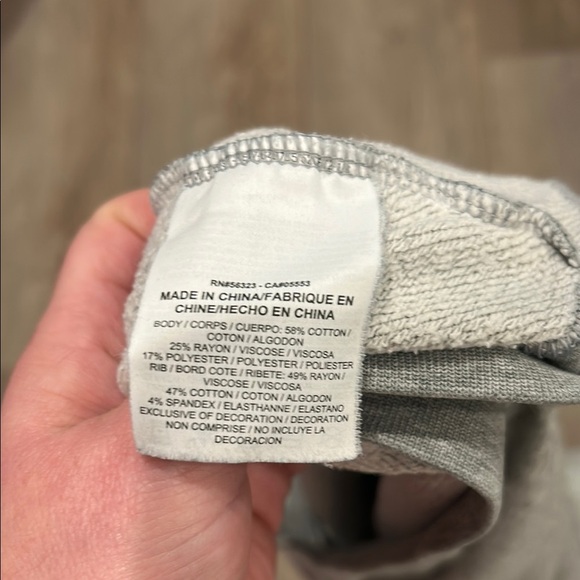 RN#56323 - CA#05553
MADE IN CHINA/FABRIQUE EN
CHINE/HECHO EN CHINA
BODY / CORPS / CUERPO: 58% COTTON /
COTON / ALGODON
25% RAYON / VISCOSE / VISCOSA
17% POLYESTER / POLYESTER / POLIESTER
RIB / BORD COTE / RIBETE: 49% RAYON /
VISCOSE / VISCOSA
47% COTTON / COTON / ALGODON
4% SPANDEX / ELASTHANNE / ELASTANO
EXCLUSIVE OF DECORATION / DECORATION
NON COMPRISE / NO INCLUYE LA
DECORACION